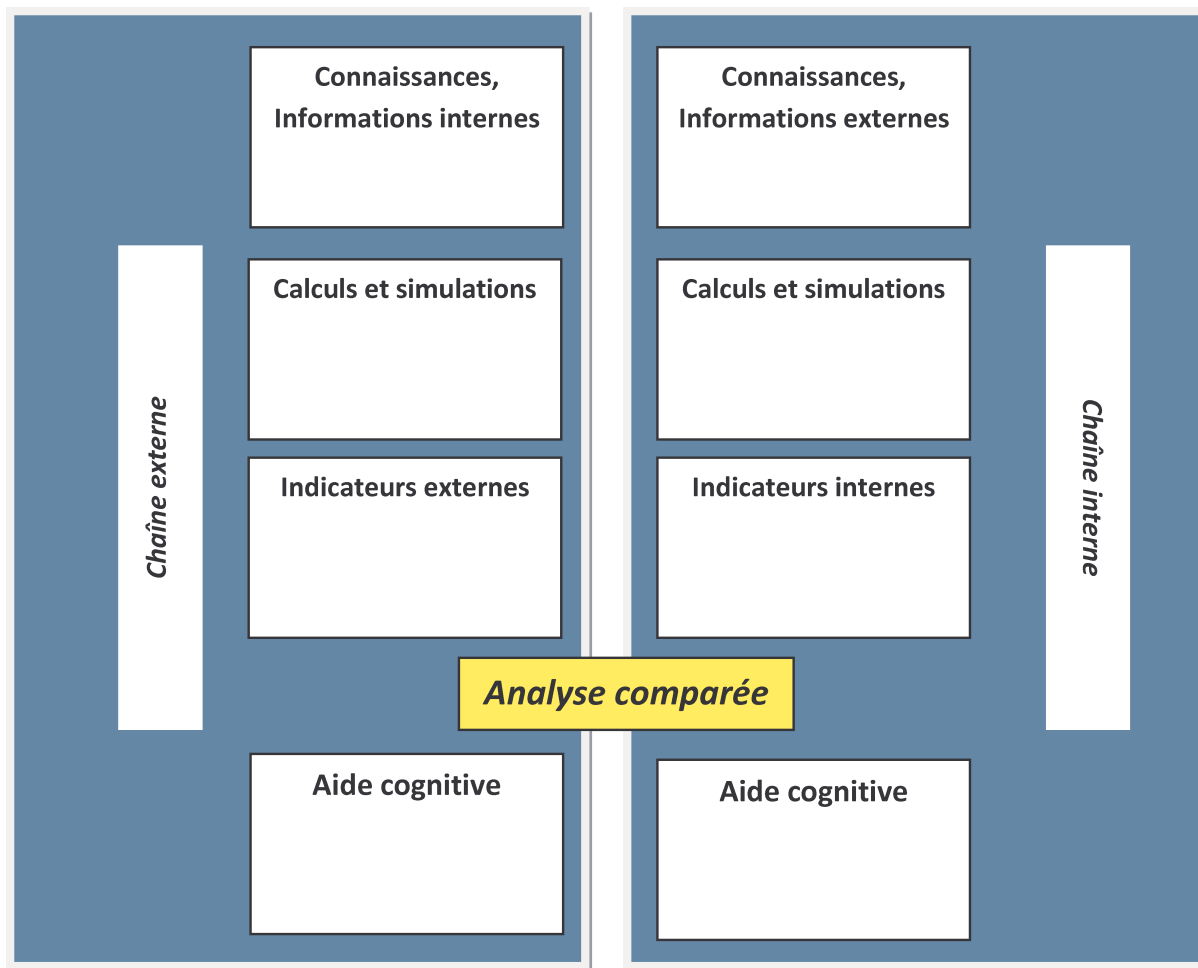 Connaissances,
Informations internes
Calculs et simulations
Indicateurs externes
Chaîne externe
Connaissances,
Informations externes
Calculs et simulations
Indicateurs internes
Chaîne interne
Analyse comparée
Aide cognitive
Aide cognitive